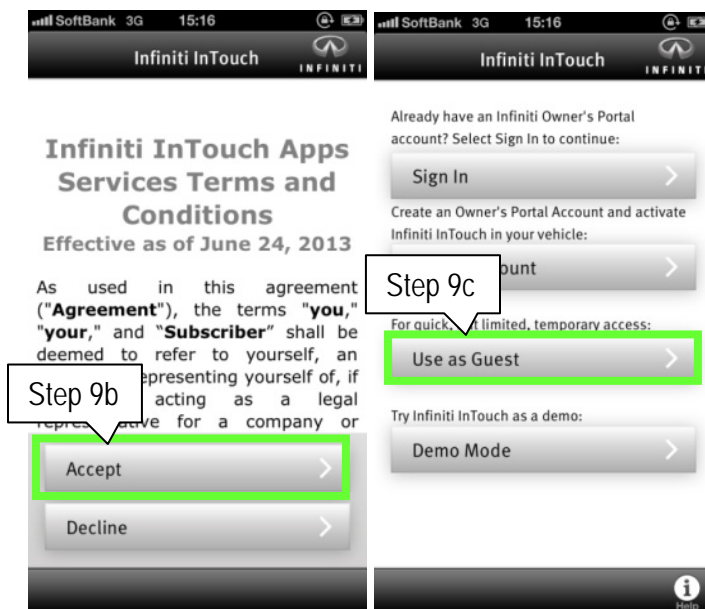 SoftBank 3G 15:16
Infiniti InTouch
INFINITI
Infiniti InTouch Apps
Services Terms and
Conditions
Effective as of June 24, 2013
As used in this agreement
("Agreement"), the terms "you,"
"your," and "Subscriber" shall be
deemed to refer to yourself, an
epresenting yourself of, if
acting as a legal
tive for a company or
Step 9b
Accept
Decline
SoftBank 3G 15:16
Infiniti InTouch
INFINITI
Already have an Infiniti Owner's Portal
account? Select Sign In to continue:
Sign In
Create an Owner's Portal Account and activate
Infiniti InTouch in your vehicle:
ount
Step 9c
For quick, limited, temporary access:
Use as Guest
Try Infiniti InTouch as a demo:
Demo Mode
Help